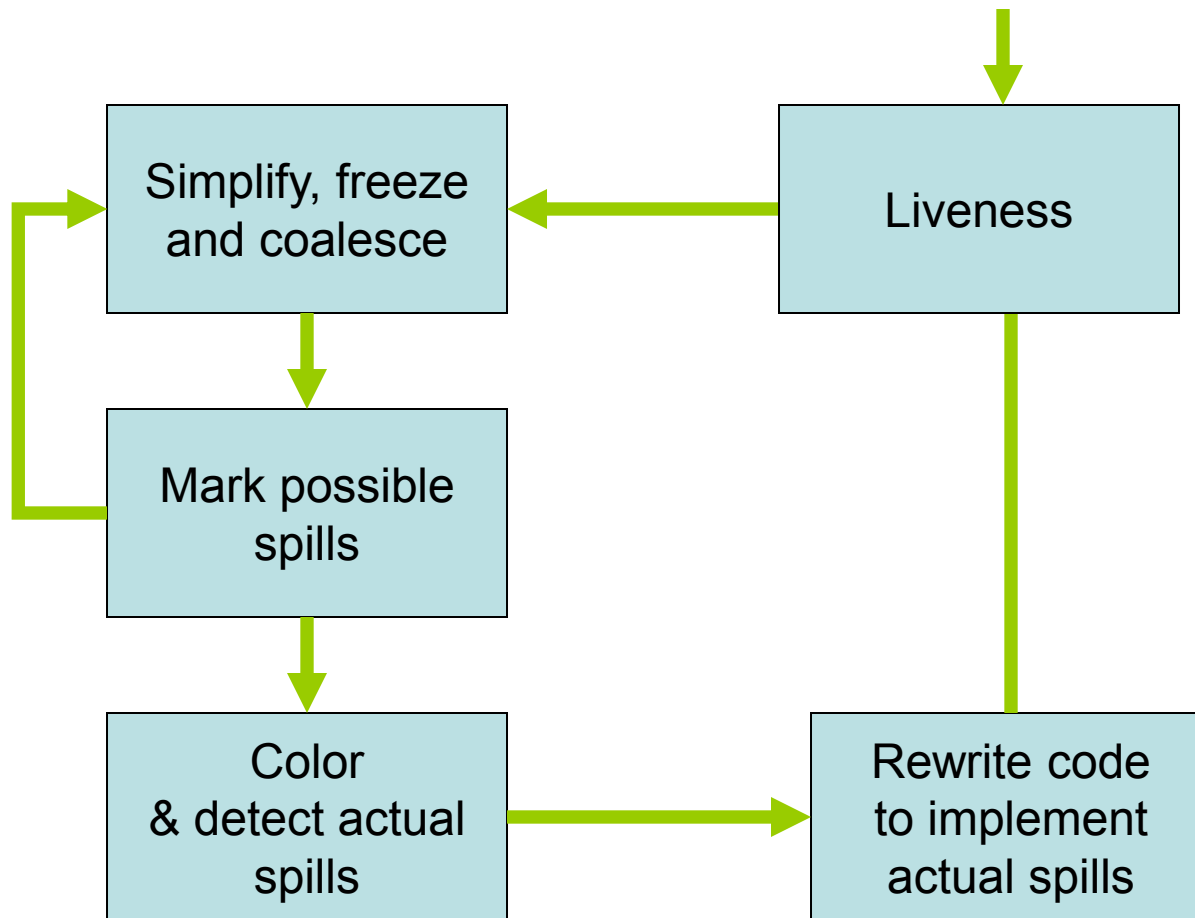 Simplify, freeze
and coalesce
Liveness
Mark possible
spills
Color
& detect actual
spills
Rewrite code
to implement
actual spills